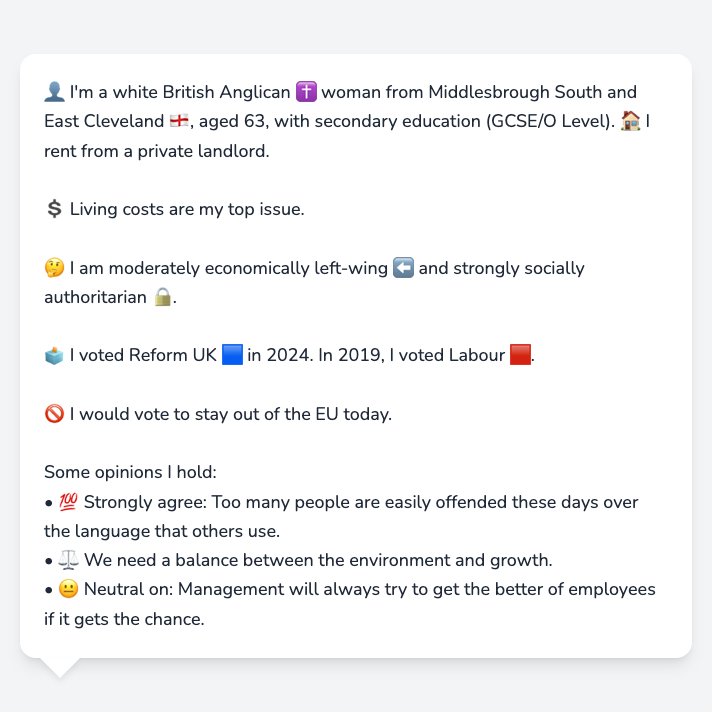 👤 I'm a white British Anglican ✝️ woman from Middlesbrough South and
East Cleveland 🏴󠁧󠁢󠁥󠁮󠁧󠁿, aged 63, with secondary education (GCSE/O Level). 🏠 I
rent from a private landlord.
💲 Living costs are my top issue.
🤔 I am moderately economically left-wing ⬅️ and strongly socially
authoritarian 🔒.
🗳️ I voted Reform UK 🟦 in 2024. In 2019, I voted Labour 🟥.
🚫 I would vote to stay out of the EU today.
Some opinions I hold:
• 💯 Strongly agree: Too many people are easily offended these days over
the language that others use.
• ⚖️ We need a balance between the environment and growth.
• 😐 Neutral on: Management will always try to get the better of employees
if it gets the chance.